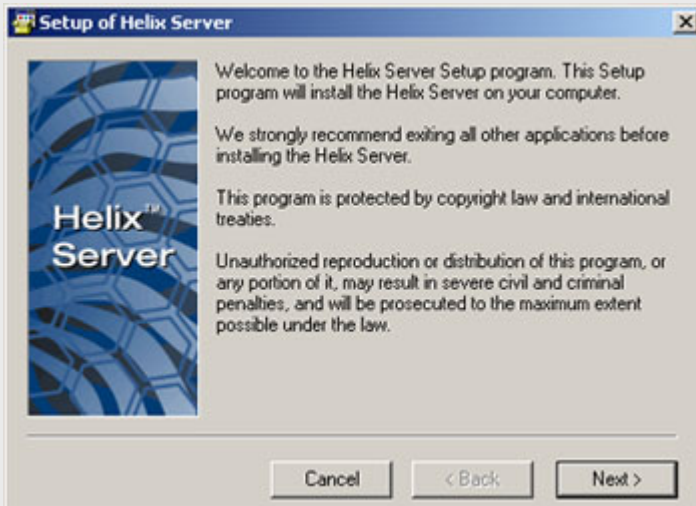 Setup of Helix Server
Welcome to the Helix Server Setup program. This Setup
program will install the Helix Server on your computer.
We strongly recommend exiting all other applications before
installing the Helix Server.
This program is protected by copyright law and international
treaties.
Unauthorized reproduction or distribution of this program, or
any portion of it, may result in severe civil and criminal
penalties, and will be prosecuted to the maximum extent
possible under the law.
Helix™
Server
Cancel
< Back
Next >